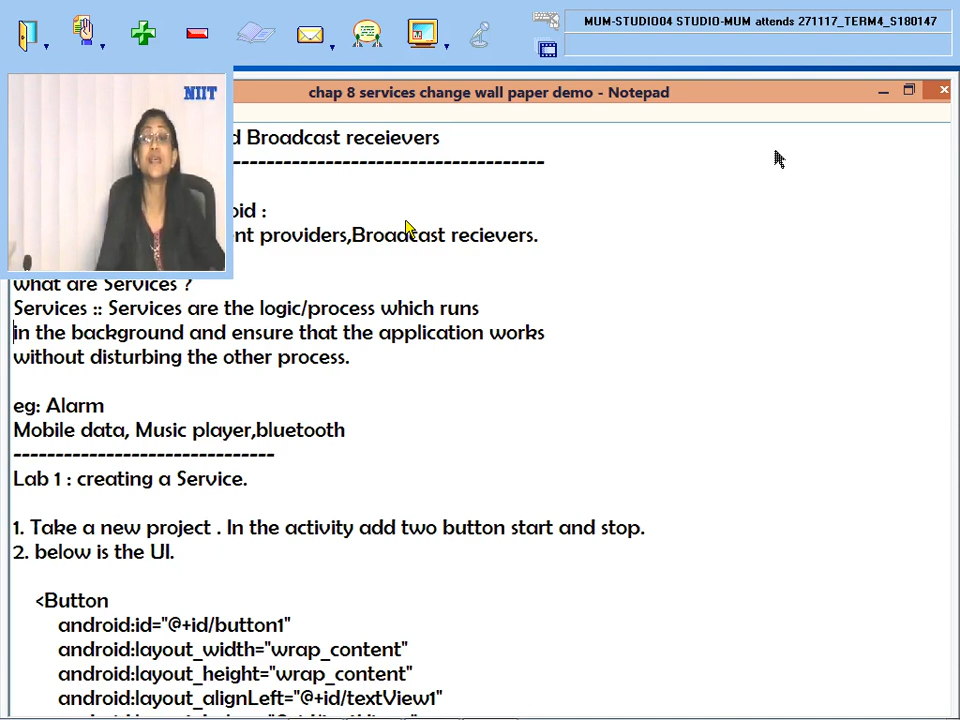 MUM-STUDIO04 STUDIO-MUM attends 271117_TERM4_S180147
NIIT
chap 8 services change wall paper demo - Notepad
d Broadcast receievers
-------------------------------------
oid :
nt providers,Broadcast recievers.
what are Services ?
Services :: Services are the logic/process which runs
in the background and ensure that the application works
without disturbing the other process.
eg: Alarm
Mobile data, Music player,bluetooth
-------------------------------
Lab 1 : creating a Service.
1. Take a new project . In the activity add two button start and stop.
2. below is the UI.
<Button
android:id="@+id/button1"
android:layout_width="wrap_content"
android:layout_height="wrap_content"
android:layout_alignLeft="@+id/textView1"